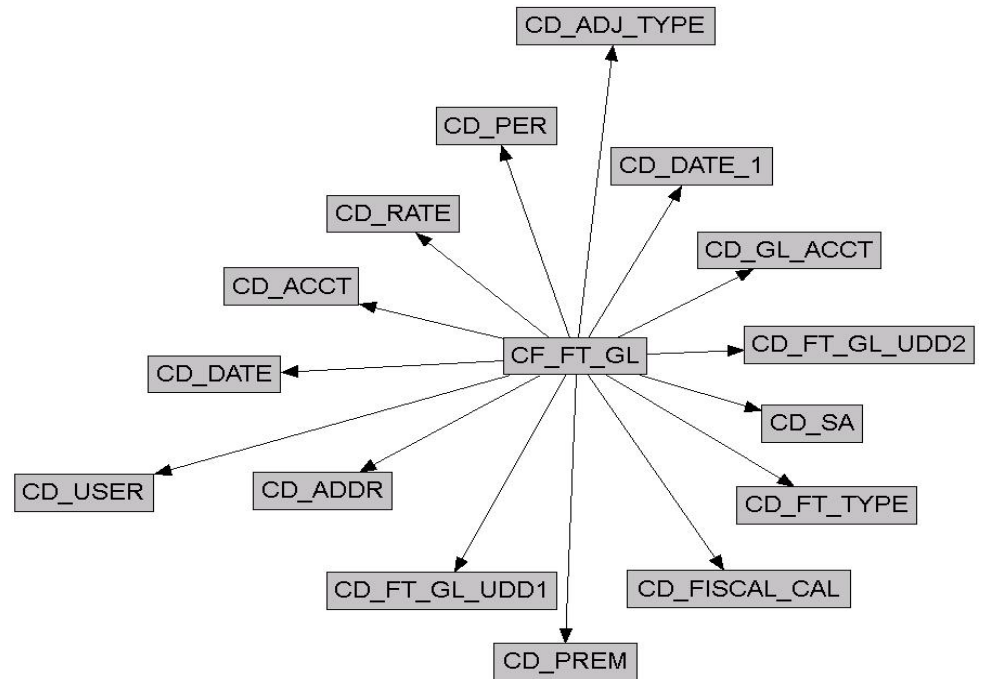 CD_ADJ_TYPE
CD_PER
CD_DATE_1
CD_RATE
CD_GL_ACCT
CD_ACCT
CF_FT_GL
CD_FT_GL_UDD2
CD_DATE
CD_SA
CD_USER
CD_ADDR
CD_FT_TYPE
CD_FT_GL_UDD1
CD_FISCAL_CAL
CD_PREM